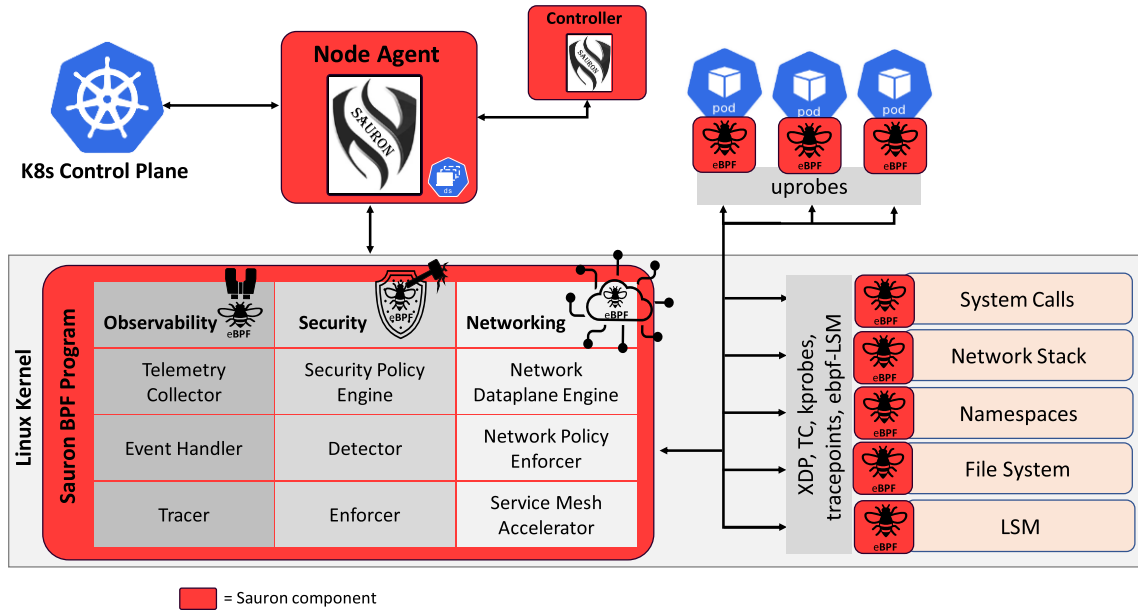 Controller
SAURON
Node Agent
SAURON
ds
K8s Control Plane
pod
pod
pod
eBPF
eBPF
eBPF
uprobes
Linux Kernel
Sauron BPF Program
Observability
eBPF
Security
eBPF
Networking
eBPF
Telemetry
Collector
Security Policy
Engine
Network
Dataplane Engine
Event Handler
Detector
Network Policy
Enforcer
Tracer
Enforcer
Service Mesh
Accelerator
XDP, TC, kprobes,
tracepoints, ebpf-LSM
eBPF
System Calls
eBPF
Network Stack
eBPF
Namespaces
eBPF
File System
eBPF
LSM
= Sauron component